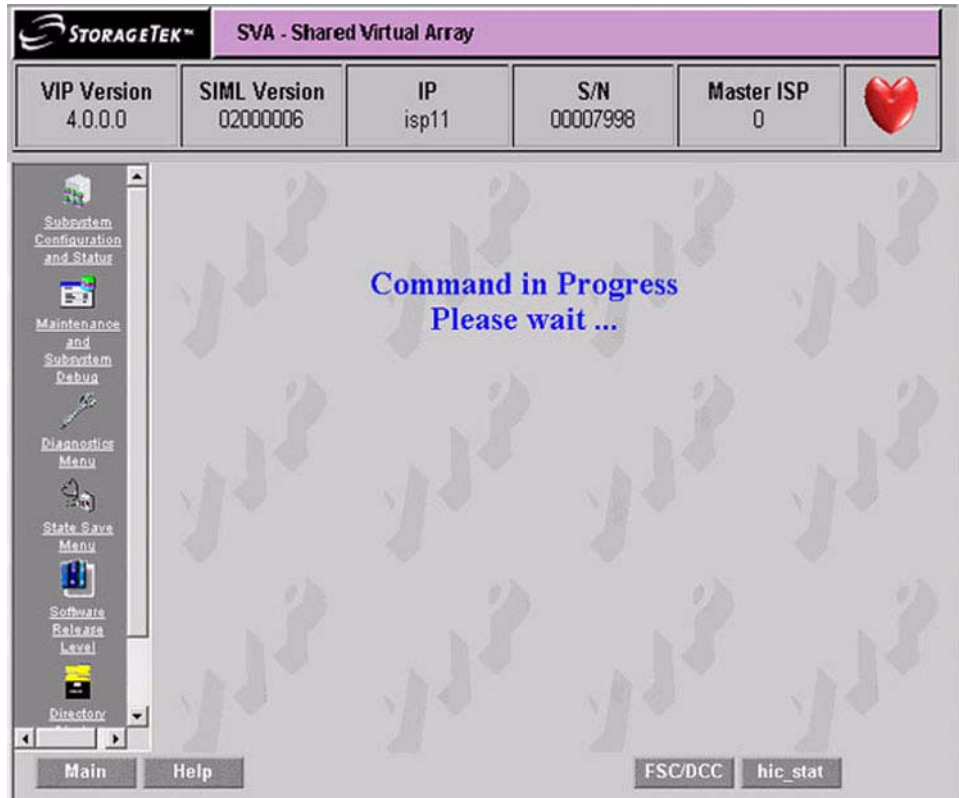 STORAGETEK™
SVA - Shared Virtual Array
VIP Version
4.0.0.0
SIML Version
02000006
IP
isp11
S/N
00007998
Master ISP
0
Subsystem
Configuration
and Status
Maintenance
and
Subsystem
Debug
Diagnostics
Menu
State Save
Menu
Software
Release
Level
Directory
Command in Progress
Please wait ...
Main
Help
FSC/DCC
hic_stat